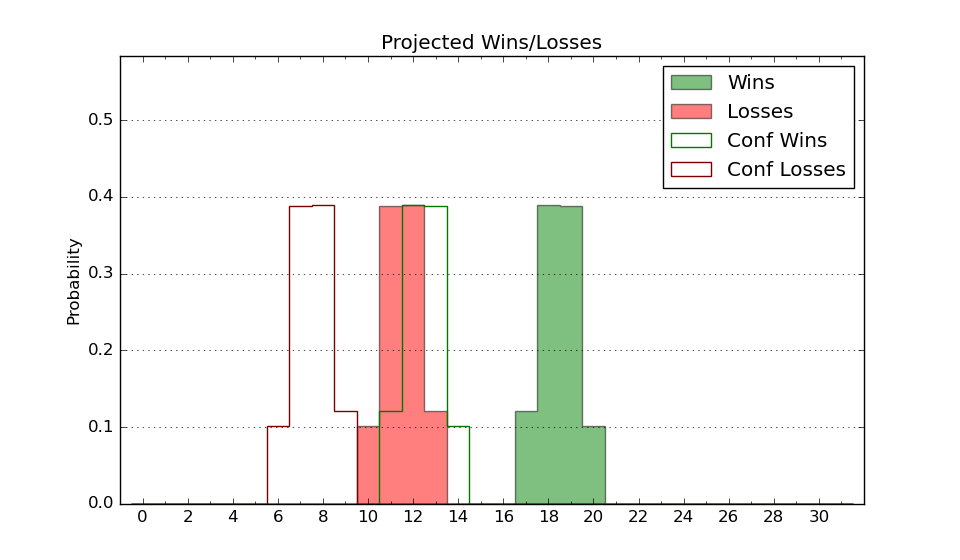 Projected Wins/Losses
Wins
Losses
Conf Wins
Conf Losses
Probability
0.5
0.4
0.3
0.2
0.1
0.0
0 2 4 6 8 10 12 14 16 18 20 22 24 26 28 30